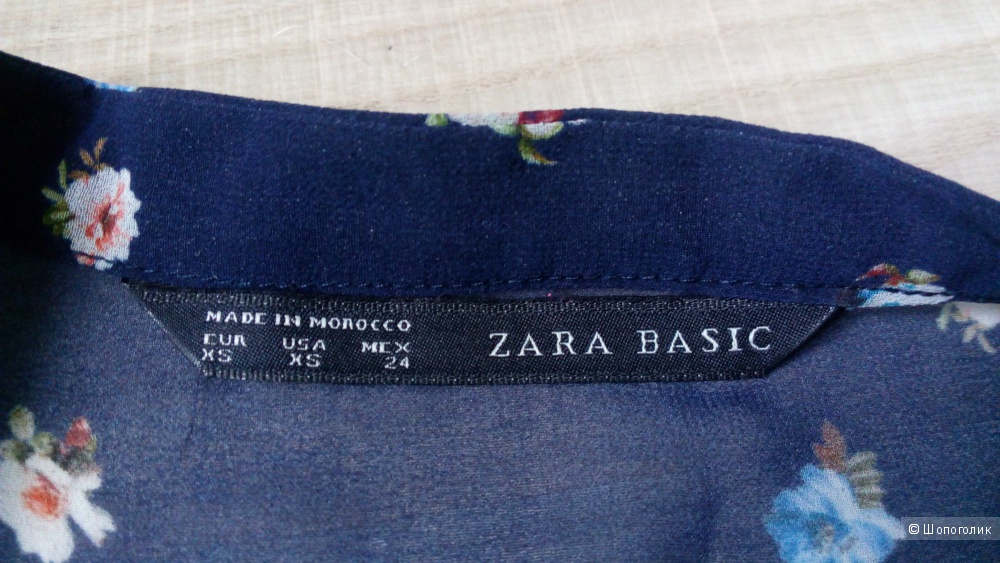 MADE IN MOROCCO
EUR USA MEX
XS XS 24
ZARA BASIC
© Шопоголик